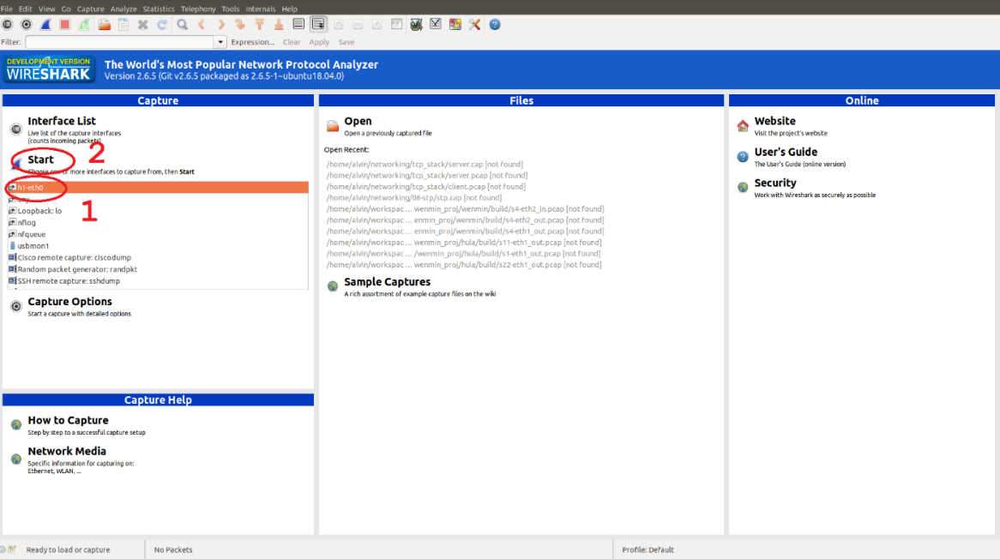 File Edit View Go Capture Analyze Statistics Telephony Tools Internals Help
Filter: Expression... Clear Apply Save
DEVELOPMENT VERSION
WIRESHARK
The World's Most Popular Network Protocol Analyzer
Version 2.6.5 (Git v2.6.5 packaged as 2.6.5-1~ubuntu18.04.0)
Capture
Interface List
Live list of the capture interfaces
(counts incoming packets)
2
Start
Choose one or more interfaces to capture from, then Start
h1-eth0
any
1
Loopback: lo
nflog
nfqueue
usbmon1
Cisco remote capture: ciscodump
Random packet generator: randpkt
SSH remote capture: sshdump
Capture Options
Start a capture with detailed options
Capture Help
How to Capture
Step by step to a successful capture setup
Network Media
Specific information for capturing on:
Ethernet, WLAN, ...
Files
Open
Open a previously captured file
Open Recent:
/home/alvin/networking/tcp_stack/server.cap [not found]
/home/alvin/networking/tcp_stack/server.pcap [not found]
/home/alvin/networking/tcp_stack/client.pcap [not found]
/home/alvin/networking/06-stp/stp.cap [not found]
/home/alvin/workspac ... wenmin_proj/wenmin/build/s4-eth2_in.pcap [not found]
/home/alvin/workspac ... enmin_proj/wenmin/build/s4-eth2_out.pcap [not found]
/home/alvin/workspac ... enmin_proj/wenmin/build/s4-eth1_out.pcap [not found]
/home/alvin/workspac ... wenmin_proj/hula/build/s11-eth1_out.pcap [not found]
/home/alvin/workspac ... /wenmin_proj/hula/build/s1-eth1_out.pcap [not found]
/home/alvin/workspac ... wenmin_proj/hula/build/s22-eth1_out.pcap [not found]
Sample Captures
A rich assortment of example capture files on the wiki
Online
Website
Visit the project's website
User's Guide
The User's Guide (online version)
Security
Work with Wireshark as securely as possible
Ready to load or capture
No Packets
Profile: Default